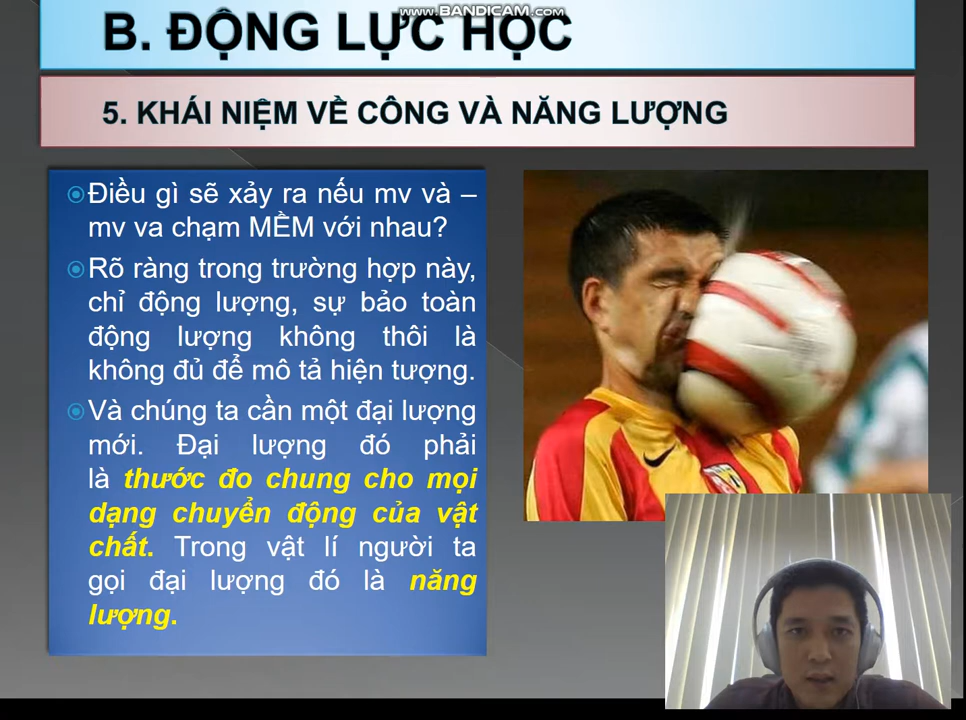 www.BANDICAM.com
B. ĐỘNG LỰC HỌC
5. KHÁI NIỆM VỀ CÔNG VÀ NĂNG LƯỢNG
Điều gì sẽ xảy ra nếu mv và –
mv va chạm MỀM với nhau?
Rõ ràng trong trường hợp này,
chỉ động lượng, sự bảo toàn
động lượng không thôi là
không đủ để mô tả hiện tượng.
Và chúng ta cần một đại lượng
mới. Đại lượng đó phải
là thước đo chung cho mọi
dạng chuyển động của vật
chất. Trong vật lí người ta
gọi đại lượng đó là năng
lượng.